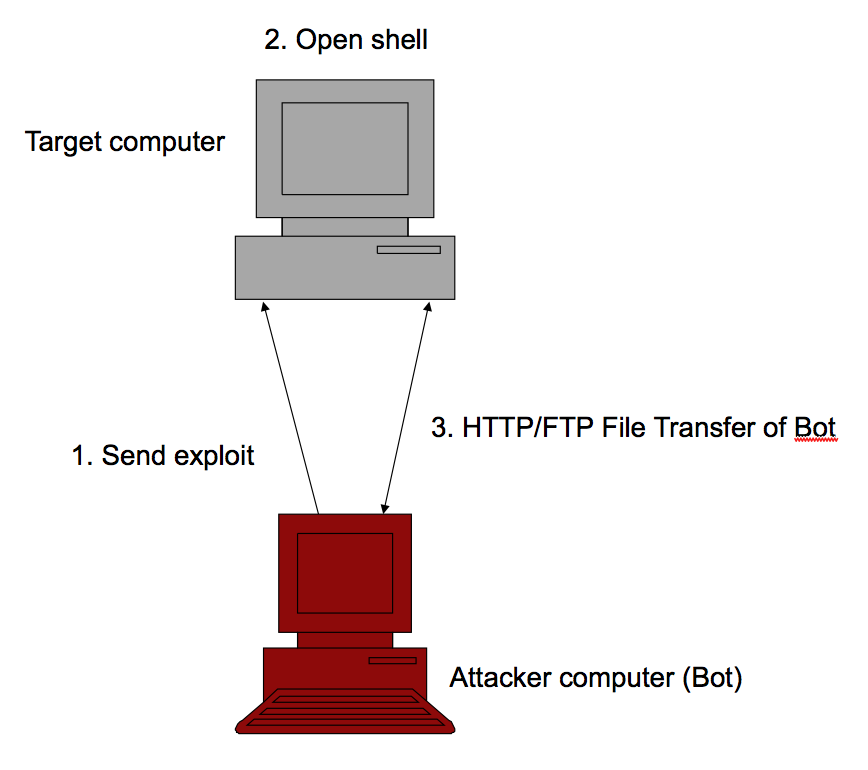 2. Open shell
Target computer
3. HTTP/FTP File Transfer of Bot
1. Send exploit
Attacker computer (Bot)